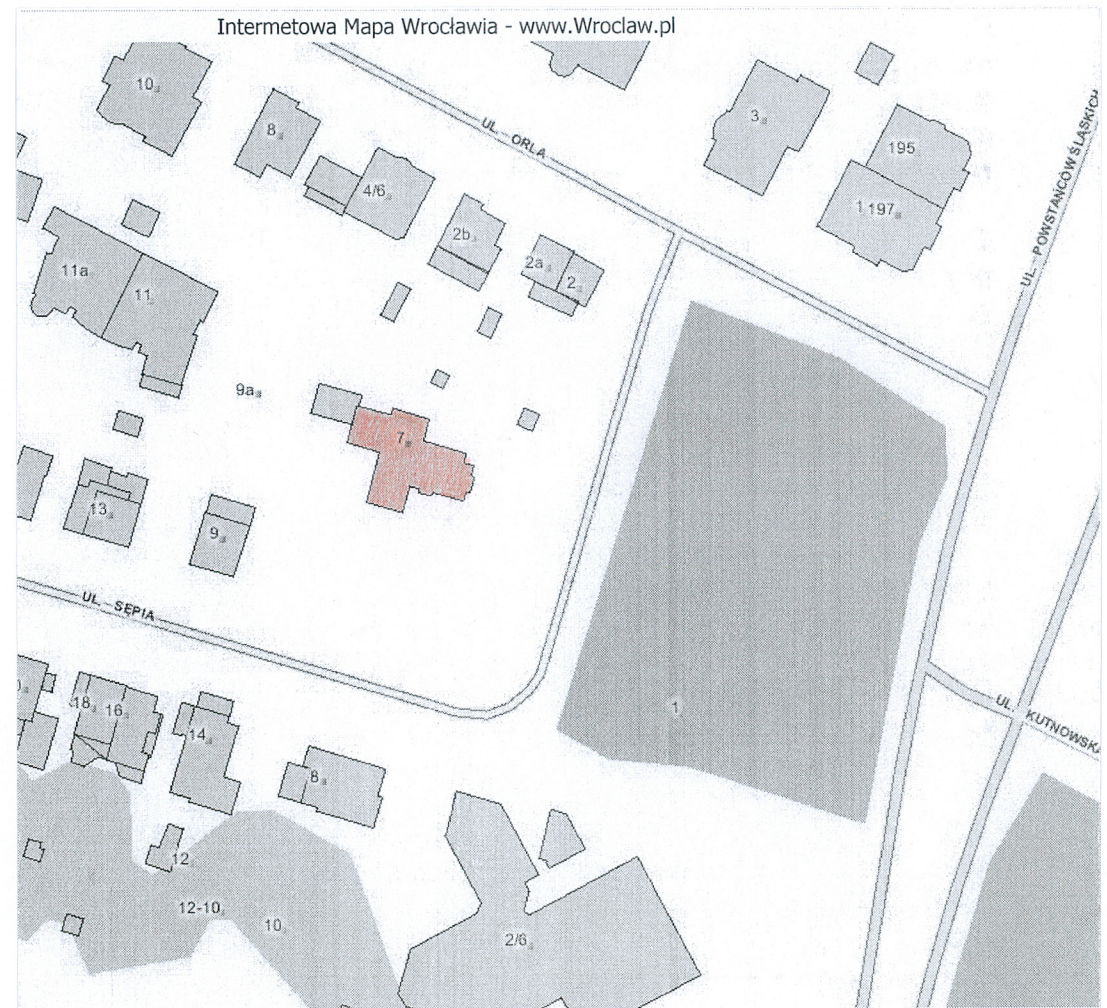 Intermetowa Mapa Wrocławia - www.Wroclaw.pl
10
8
UL. ORLA
3
195
1 197
UL. POWSTAŃCÓW ŚLĄSKICH
4/6
2b
2a
2
11a
11
9a
7
13
9
UL. SĘPIA
18
16
14
8
1
UL. KUTNOWSKA
12
12-10
10
2/6